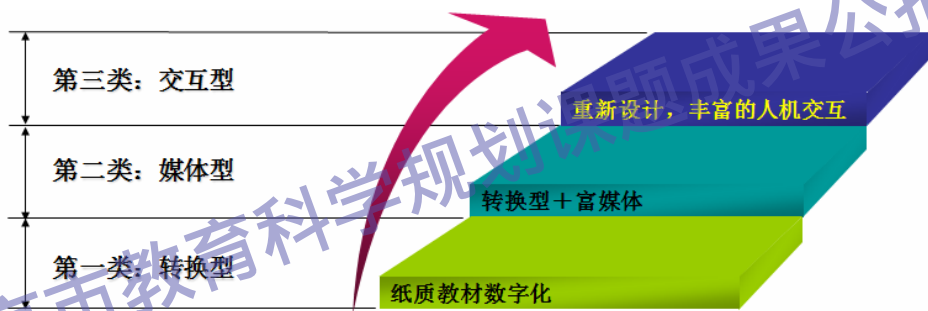 第三类：交互型
重新设计，丰富的人机交互
第二类：媒体型
转换型＋富媒体
第一类：转换型
纸质教材数字化
市教育科学规划课题成果公报